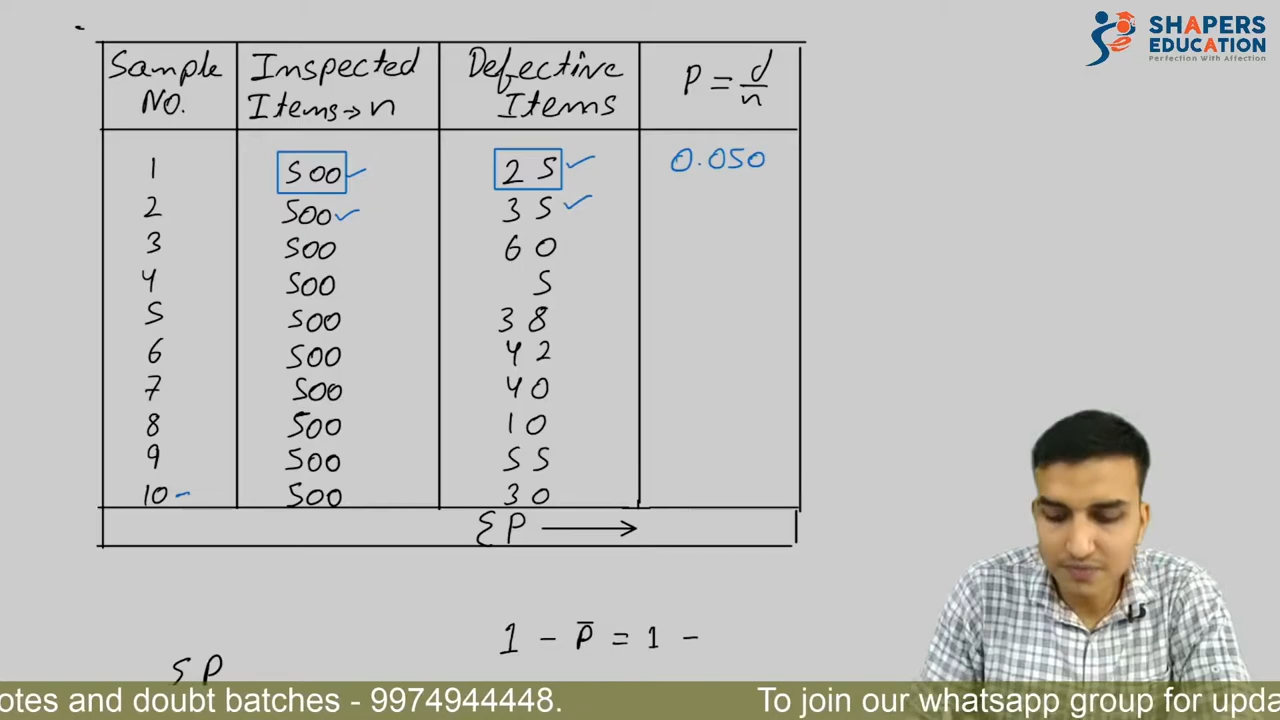 SHAPERS
EDUCATION
Perfection With Affection
Sample No. Inspected Items → n Defective Items P = d/n
1 500 25 0.050
2 500 35
3 500 60
4 500 5
5 500 38
6 500 42
7 500 40
8 500 10
9 500 55
10 500 30
ΣP →
1 - P̄ = 1 -
ΣP
otes and doubt batches - 9974944448. To join our whatsapp group for upda